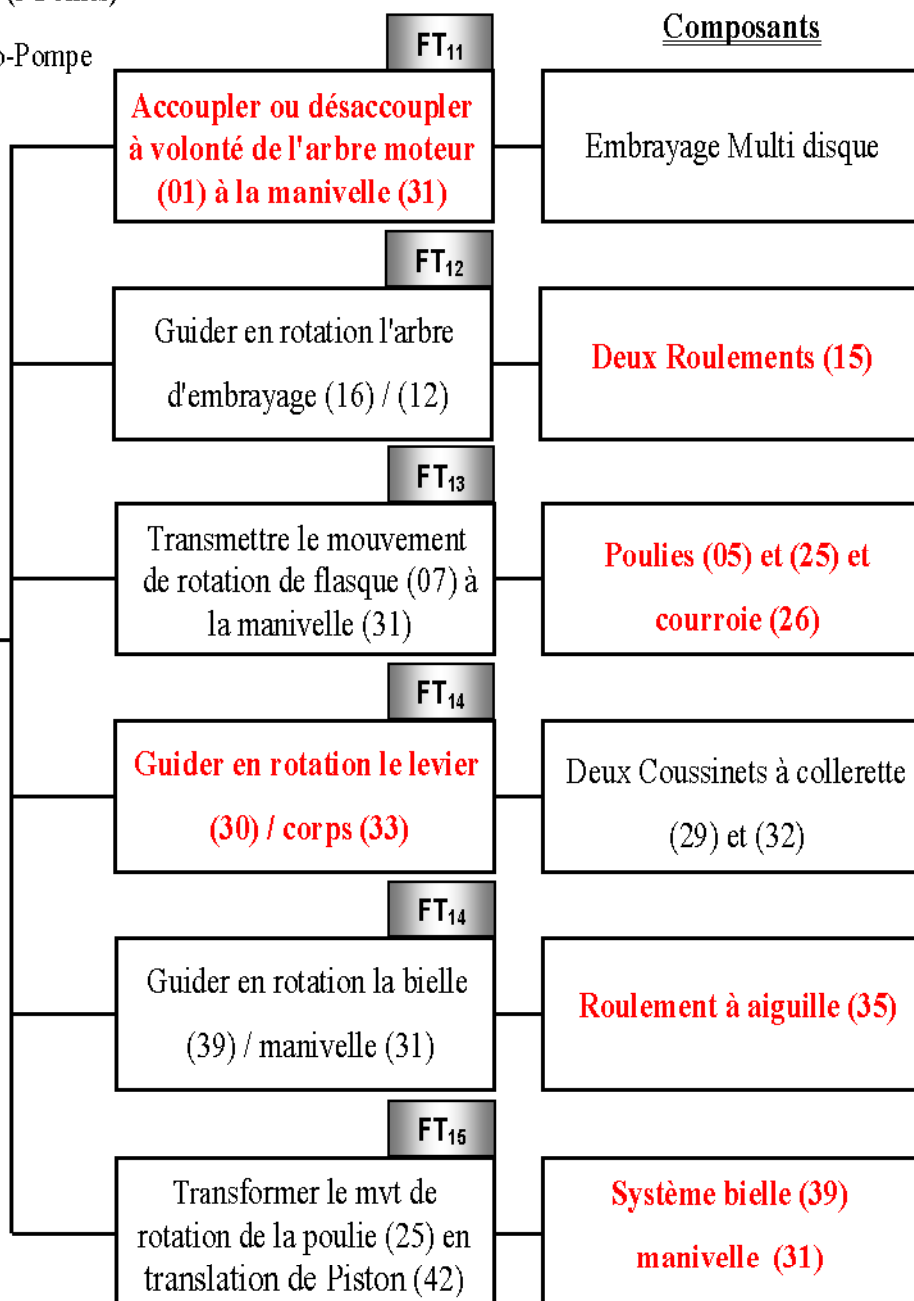 o-Pompe
Composants
FT11
Accoupler ou désaccoupler
à volonté de l'arbre moteur
(01) à la manivelle (31)
Embrayage Multi disque
FT12
Guider en rotation l'arbre
d'embrayage (16) / (12)
Deux Roulements (15)
FT13
Transmettre le mouvement
de rotation de flasque (07) à
la manivelle (31)
Poulies (05) et (25) et
courroie (26)
FT14
Guider en rotation le levier
(30) / corps (33)
Deux Coussinets à collerette
(29) et (32)
FT14
Guider en rotation la bielle
(39) / manivelle (31)
Roulement à aiguille (35)
FT15
Transformer le mvt de
rotation de la poulie (25) en
translation de Piston (42)
Système bielle (39)
manivelle (31)